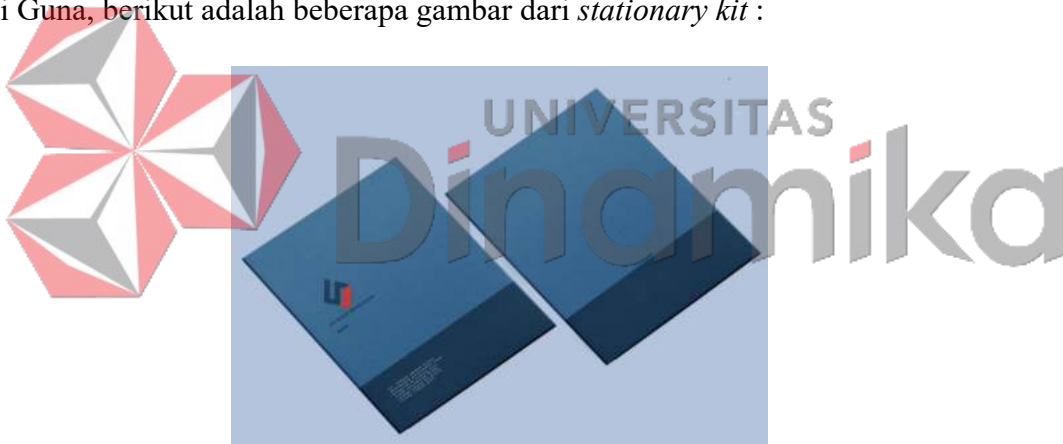 i Guna, berikut adalah beberapa gambar dari stationary kit :
UNIVERSITAS
Dinamika